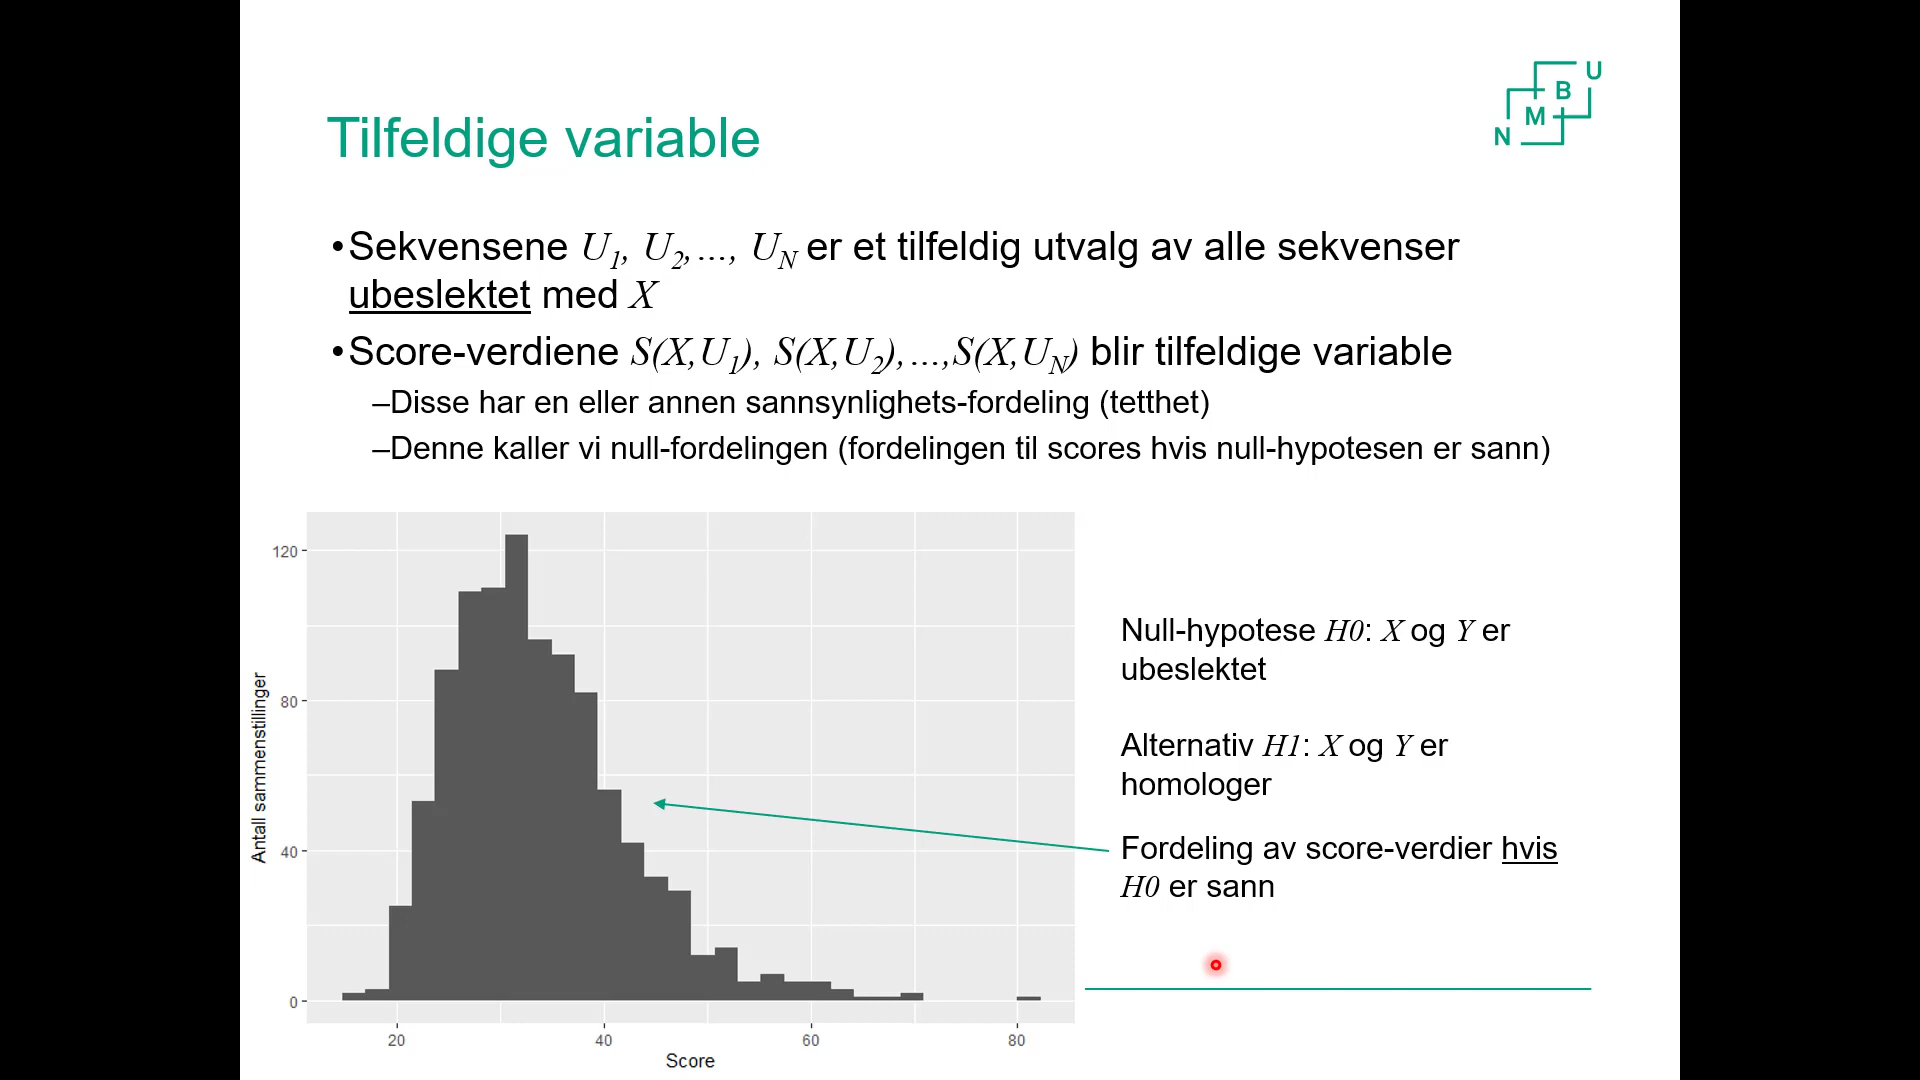 N M B U
Tilfeldige variable
•Sekvensene U1, U2,..., UN er et tilfeldig utvalg av alle sekvenser
ubeslektet med X
•Score-verdiene S(X,U1), S(X,U2),...,S(X,UN) blir tilfeldige variable
–Disse har en eller annen sannsynlighets-fordeling (tetthet)
–Denne kaller vi null-fordelingen (fordelingen til scores hvis null-hypotesen er sann)
120
80
40
0
Antall sammenstillinger
20 40 60 80
Score
Null-hypotese H0: X og Y er
ubeslektet
Alternativ H1: X og Y er
homologer
Fordeling av score-verdier hvis
H0 er sann